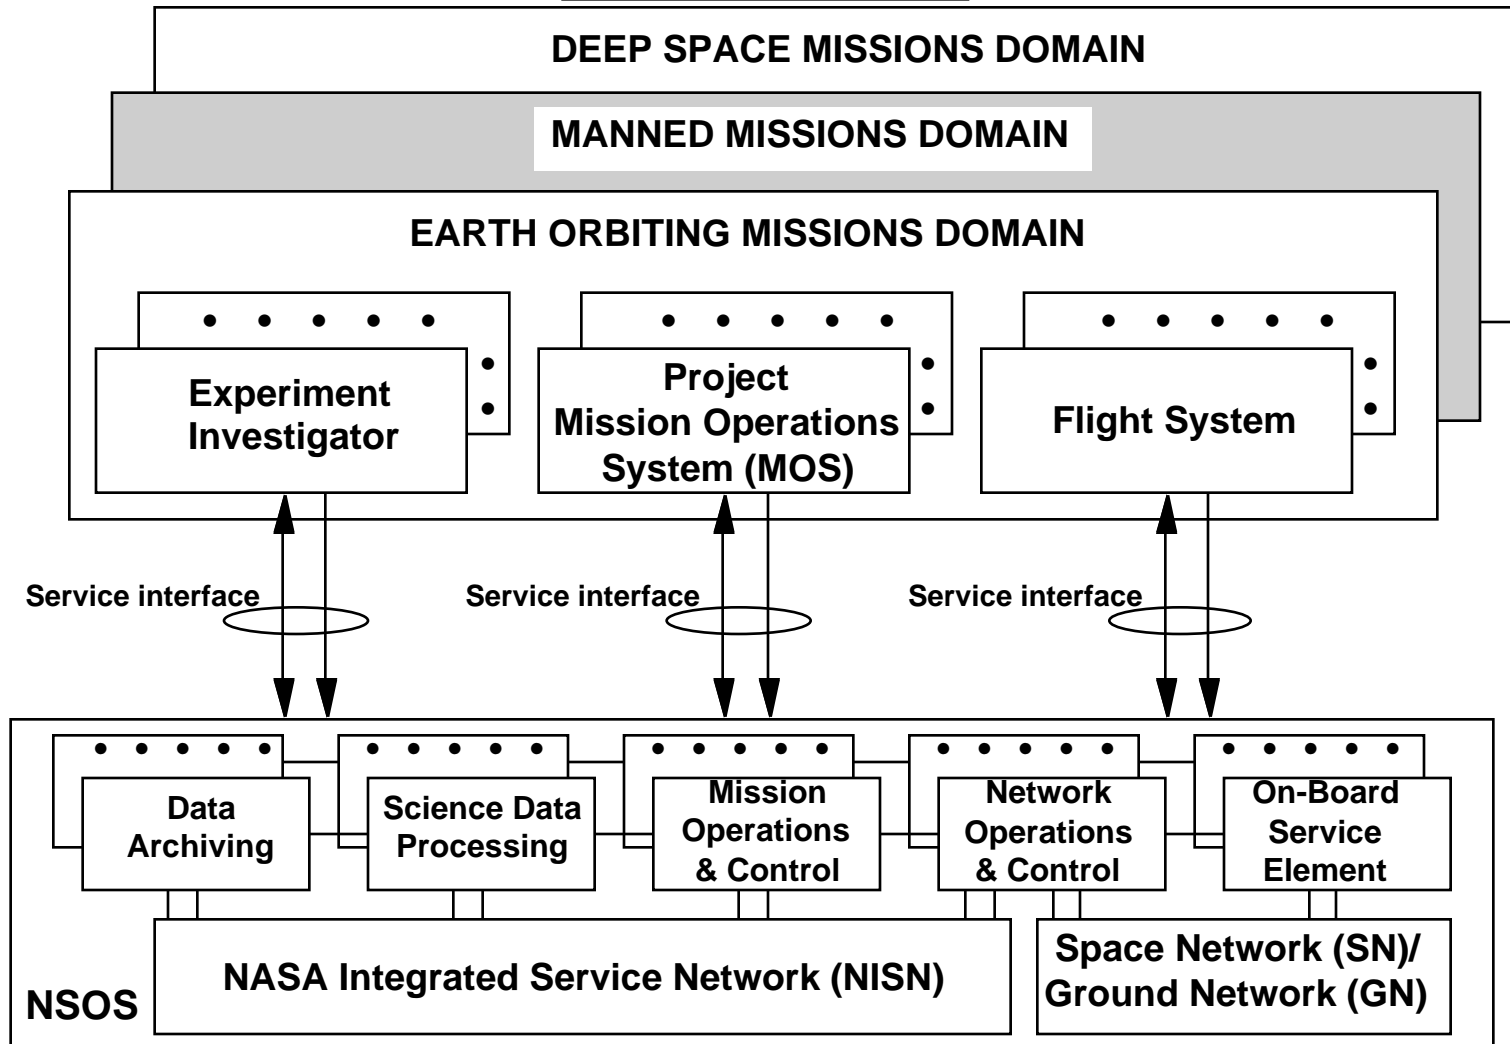 DEEP SPACE MISSIONS DOMAIN
MANNED MISSIONS DOMAIN
EARTH ORBITING MISSIONS DOMAIN
Experiment
Investigator
Project
Mission Operations
System (MOS)
Flight System
Service interface
Service interface
Service interface
Data
Archiving
Science Data
Processing
Mission
Operations
& Control
Network
Operations
& Control
On-Board
Service
Element
NASA Integrated Service Network (NISN)
Space Network (SN)/
Ground Network (GN)
NSOS